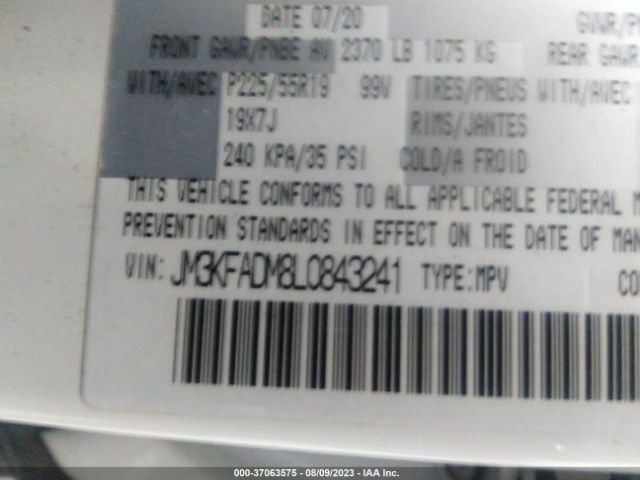 DATE 07/20 GVWR/P
FRONT GAWR/PNBE AV 2370 LB 1075 KG REAR GAWR
WITH/AVEC P225/55R19 99V TIRES/PNEUS WITH/AVEC
19X7J RIMS/JANTES
240 KPA/35 PSI COLD/A FROID
THIS VEHICLE CONFORMS TO ALL APPLICABLE FEDERAL M
PREVENTION STANDARDS IN EFFECT ON THE DATE OF MAN
VIN: JM3KFADM8L0843241 TYPE:MPV CO
000-37063575 - 08/09/2023 - IAA Inc.